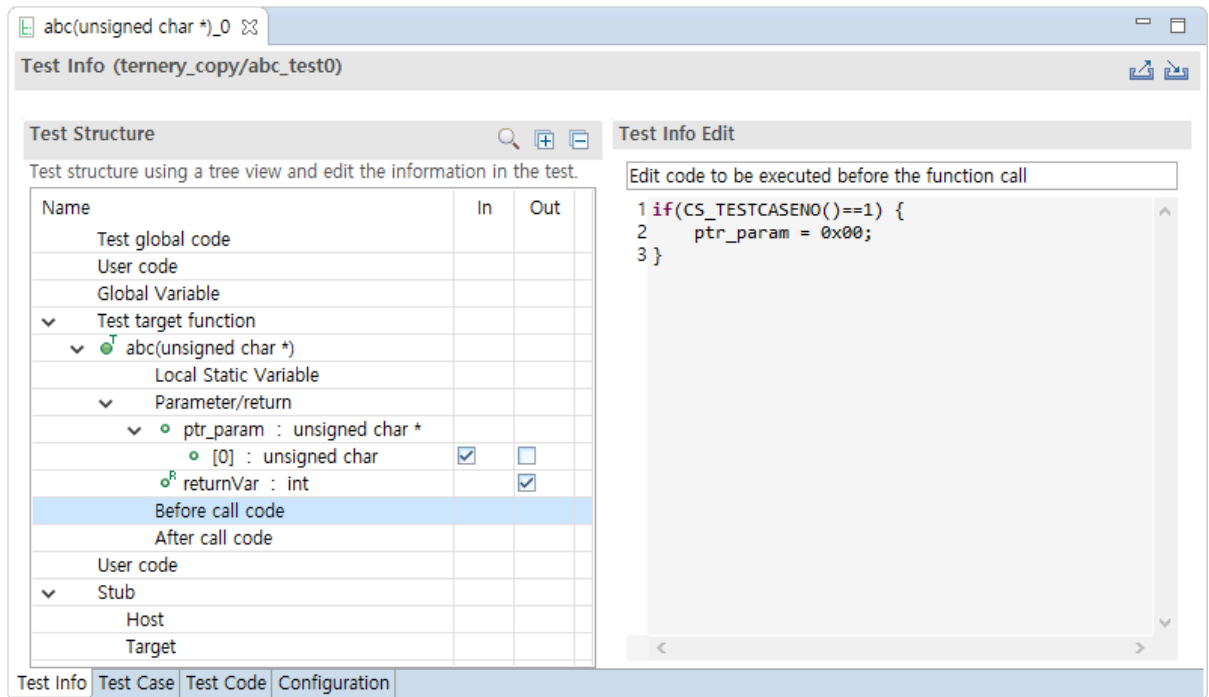 abc(unsigned char *)_0
Test Info (ternery_copy/abc_test0)
Test Structure
Test structure using a tree view and edit the information in the test.
Name In Out
Test global code
User code
Global Variable
Test target function
T abc(unsigned char *)
Local Static Variable
Parameter/return
ptr_param : unsigned char *
[0] : unsigned char
R returnVar : int
Before call code
After call code
User code
Stub
Host
Target
Test Info Edit
Edit code to be executed before the function call
1 if(CS_TESTCASENO()==1) {
2     ptr_param = 0x00;
3 }
Test Info Test Case Test Code Configuration